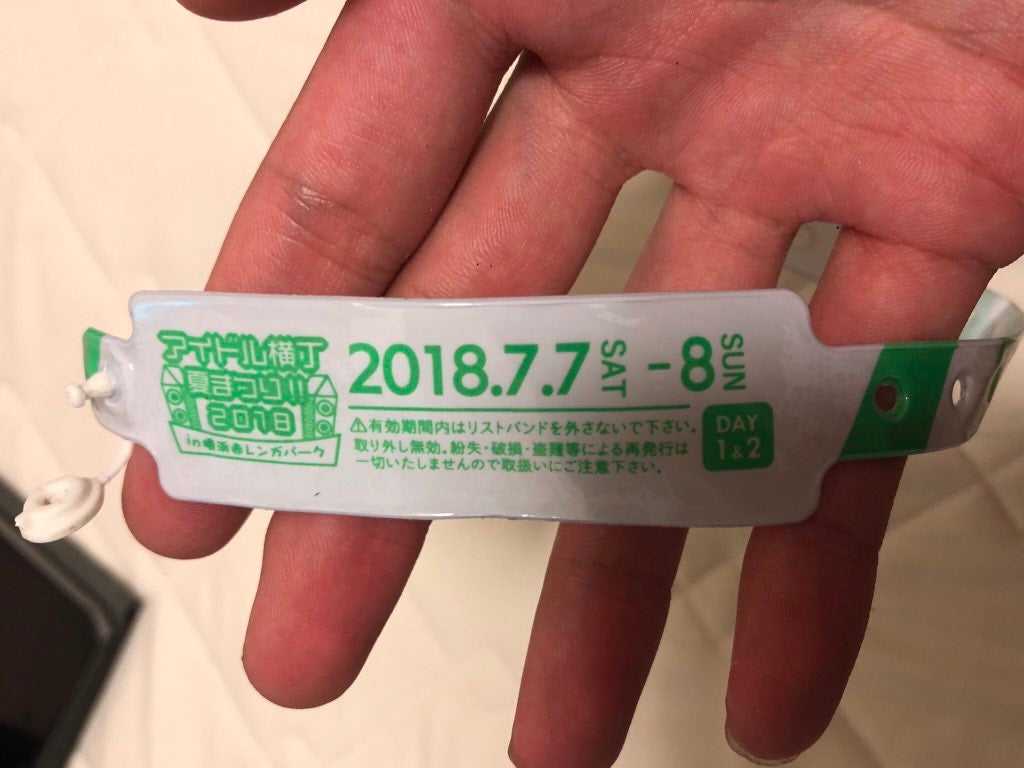 アイドル横丁
夏まつり!!
2018
in横浜赤レンガパーク
2018.7.7 SAT - 8 SUN
⚠有効期間内はリストバンドを外さないで下さい。
取り外し無効。紛失・破損・盗難等による再発行は
一切いたしませんので取扱いにご注意下さい。
DAY
1&2